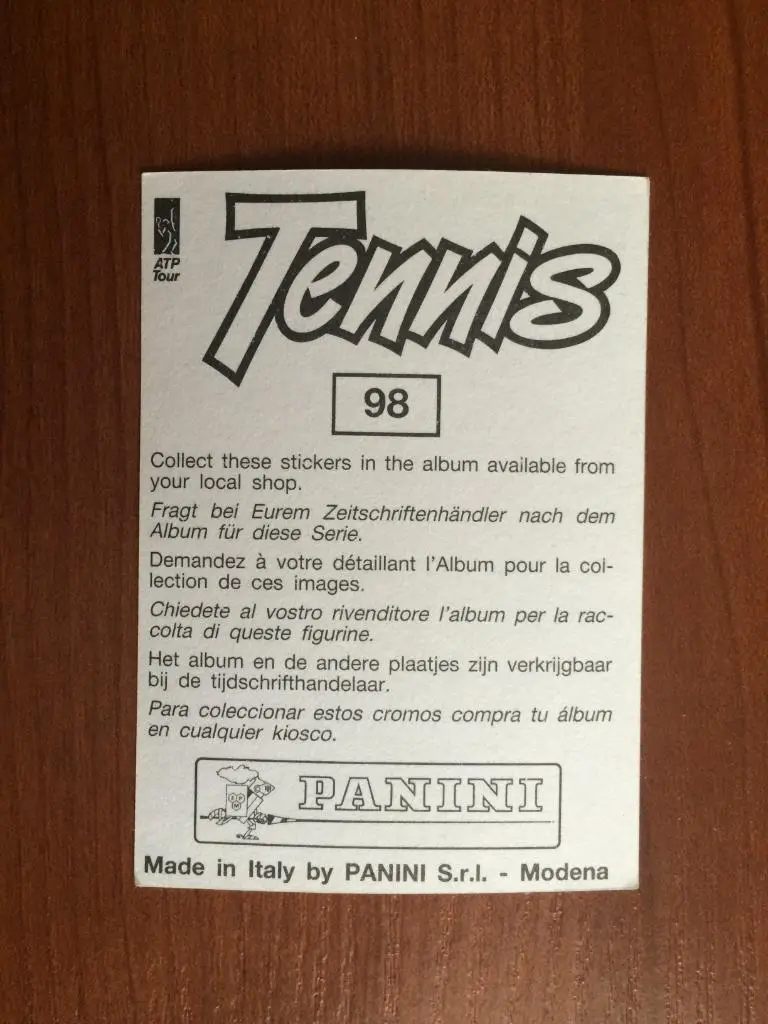 ATP
Tour
Tennis
98
Collect these stickers in the album available from
your local shop.
Fragt bei Eurem Zeitschriftenhändler nach dem
Album für diese Serie.
Demandez à votre détaillant l'Album pour la col-
lection de ces images.
Chiedete al vostro rivenditore l'album per la rac-
colta di queste figurine.
Het album en de andere plaatjes zijn verkrijgbaar
bij de tijdschrifthandelaar.
Para coleccionar estos cromos compra tu álbum
en cualquier kiosco.
PANINI
Made in Italy by PANINI S.r.l. - Modena